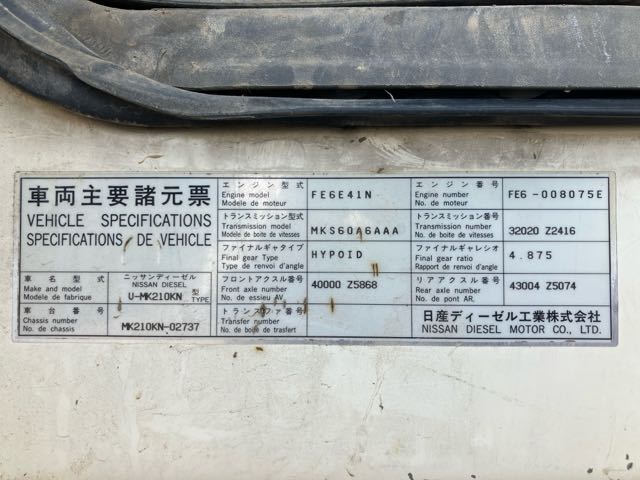 車両主要諸元票
VEHICLE SPECIFICATIONS
SPECIFICATIONS DE VEHICLE
車名型式
Make and model
Modele de fabrique
ニッサンディーゼル
NISSAN DIESEL
U-MK210KN 型 TYPE
車台番号
Chassis number
No. de chassis
MK210KN-02737
エンジン型式
Engine model
Modele de moteur
FE6E41N
エンジン番号
Engine number
No. de moteur
FE6-008075E
トランスミッション型式
Transmission model
Modele de boite de vitesses
MKS60A6AAA
トランスミッション番号
Transmission number
No. de boite de vitesses
32020 Z2416
ファイナルギャタイプ
Final gear Type
Type de renvoi d'angle
HYPOID
ファイナルギャレシオ
Final gear ratio
Rapport de renvoi d'angle
4.875
フロントアクスル番号
Front axle number
No. de essieu AV
40000 Z5868
リヤアクスル番号
Rear axle number
No. de pont AR.
43004 Z5074
トランスファ番号
Transfer number
No. de boite de trasfert
日産ディーゼル工業株式会社
NISSAN DIESEL MOTOR CO., LTD.